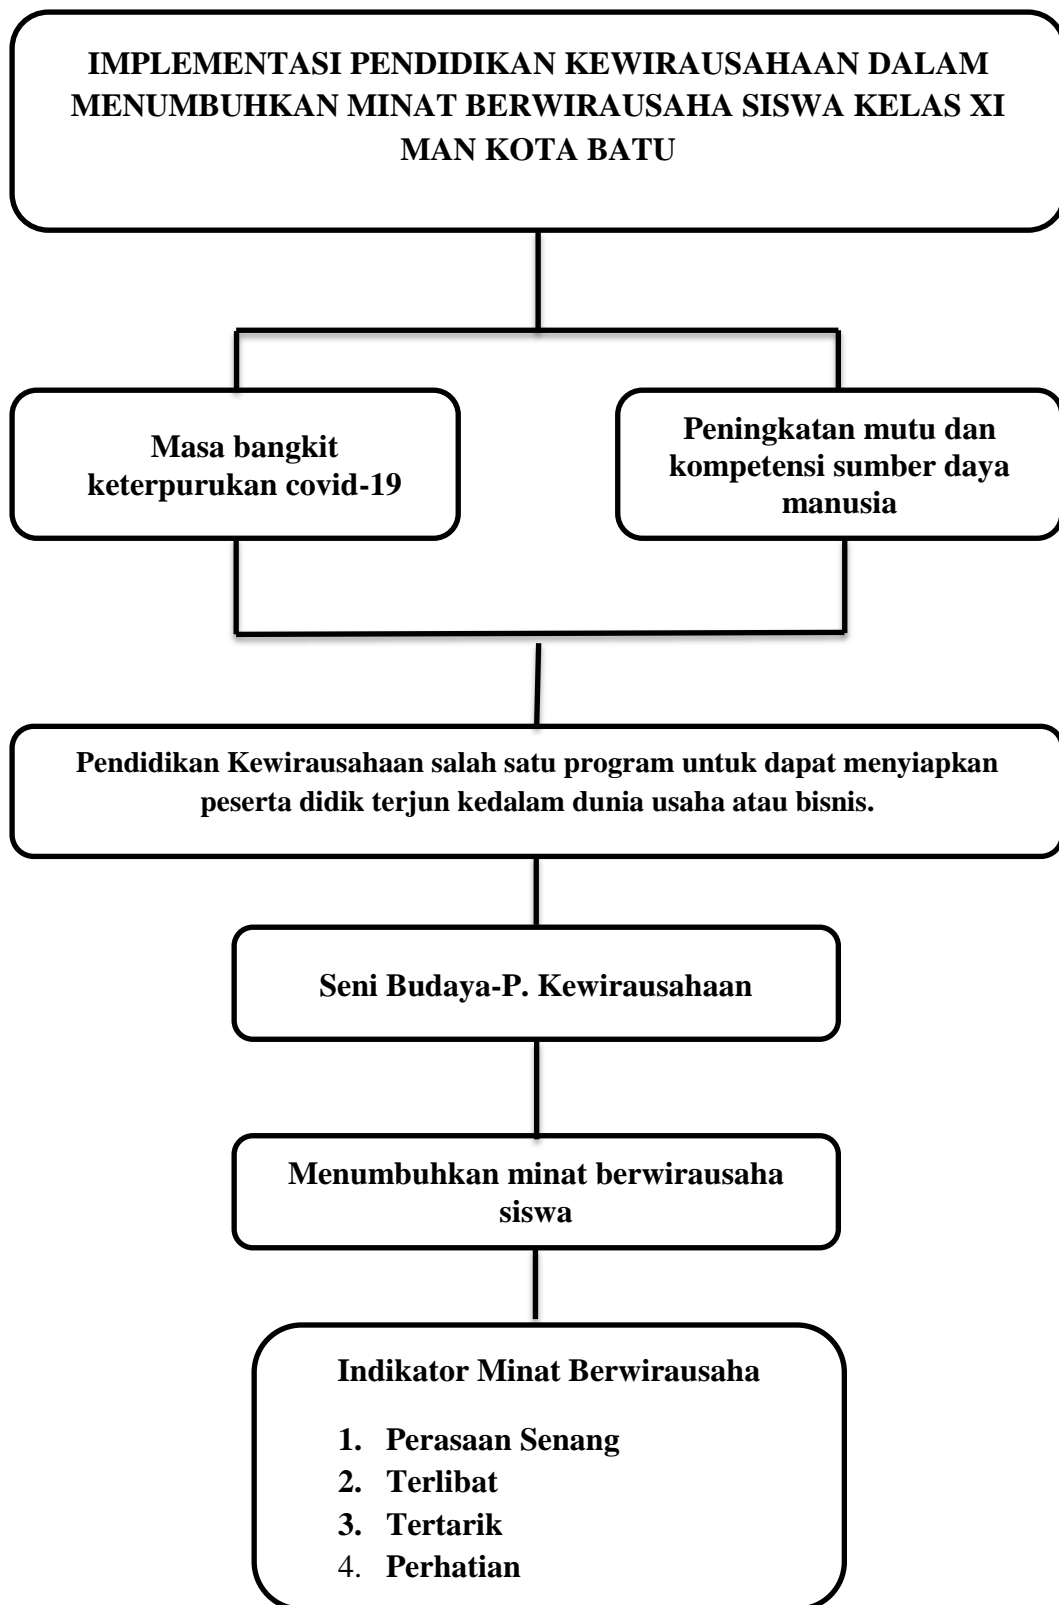 IMPLEMENTASI PENDIDIKAN KEWIRAUSAHAAN DALAM
MENUMBUHKAN MINAT BERWIRAUSAHA SISWA KELAS XI
MAN KOTA BATU
Masa bangkit
keterpurukan covid-19
Peningkatan mutu dan
kompetensi sumber daya
manusia
Pendidikan Kewirausahaan salah satu program untuk dapat menyiapkan
peserta didik terjun kedalam dunia usaha atau bisnis.
Seni Budaya-P. Kewirausahaan
Menumbuhkan minat berwirausaha
siswa
Indikator Minat Berwirausaha
1. Perasaan Senang
2. Terlibat
3. Tertarik
4. Perhatian